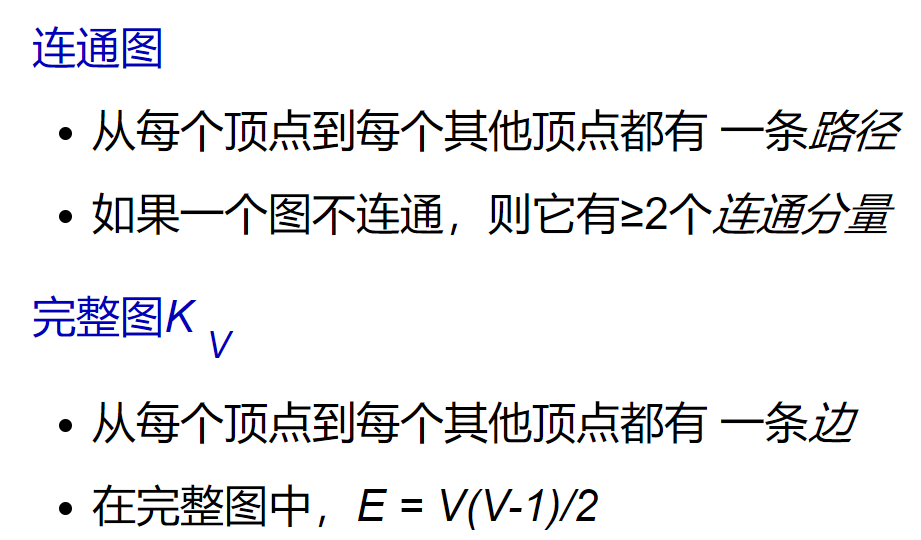 连通图
• 从每个顶点到每个其他顶点都有 一条路径
• 如果一个图不连通，则它有≥2个连通分量
完整图K V
• 从每个顶点到每个其他顶点都有 一条边
• 在完整图中，E = V(V-1)/2